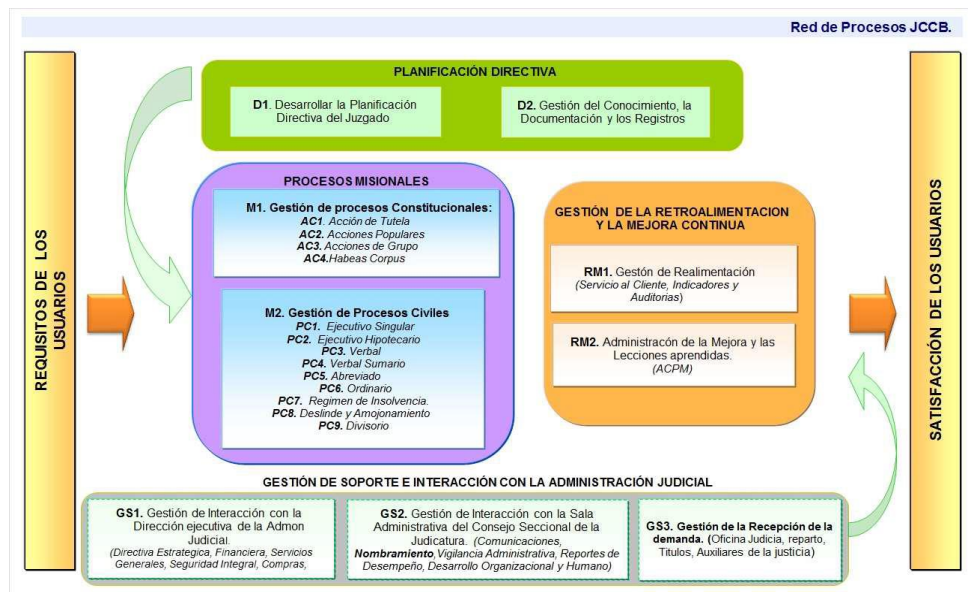 Red de Procesos JCCB.
REQUISITOS DE LOS
USUARIOS
PLANIFICACIÓN DIRECTIVA
D1. Desarrollar la Planificación
Directiva del Juzgado
D2. Gestión del Conocimiento, la
Documentación y los Registros
PROCESOS MISIONALES
M1. Gestión de procesos Constitucionales:
AC1. Acción de Tutela
AC2. Acciones Populares
AC3. Acciones de Grupo
AC4.Habeas Corpus
M2. Gestión de Procesos Civiles
PC1. Ejecutivo Singular
PC2. Ejecutivo Hipotecario
PC3. Verbal
PC4. Verbal Sumario
PC5. Abreviado
PC6. Ordinario
PC7. Regimen de Insolvencia.
PC8. Deslinde y Amojonamiento
PC9. Divisorio
GESTIÓN DE LA RETROALIMENTACION
Y LA MEJORA CONTINUA
RM1. Gestión de Realimentación
(Servicio al Cliente, Indicadores y
Auditorias)
RM2. Administracón de la Mejora y las
Lecciones aprendidas.
(ACPM)
SATISFACCIÓN DE LOS USUARIOS
GESTIÓN DE SOPORTE E INTERACCIÓN CON LA ADMINISTRACIÓN JUDICIAL
GS1. Gestión de Interacción con la
Dirección ejecutiva de la Admon
Judicial.
(Directiva Estrategica, Financiera, Servicios
Generales, Seguridad Integral, Compras,
GS2. Gestión de Interacción con la Sala
Administrativa del Consejo Seccional de la
Judicatura. (Comunicaciones,
Nombramiento,Vigilancia Administrativa, Reportes de
Desempeño, Desarrollo Organizacional y Humano)
GS3. Gestión de la Recepción de la
demanda. (Oficina Judicia, reparto,
Titulos, Auxiliares de la justicia)